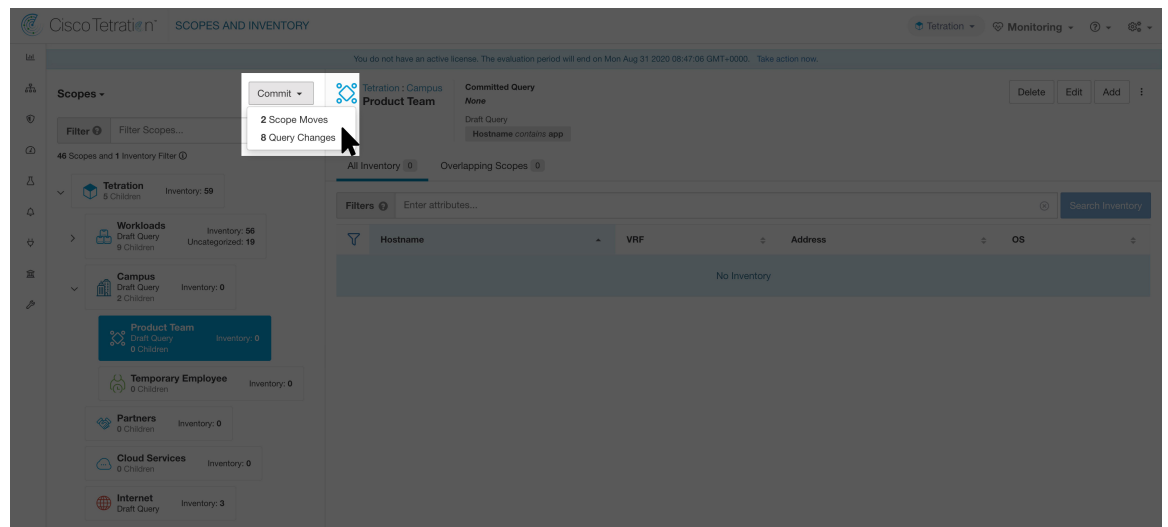 Cisco Tetration™ SCOPES AND INVENTORY
Tetration Monitoring
You do not have an active license. The evaluation period will end on Mon Aug 31 2020 08:47:06 GMT+0000. Take action now.
Scopes
Commit
Tetration : Campus
Product Team
Committed Query
None
Draft Query
Hostname contains app
Delete Edit Add
2 Scope Moves
8 Query Changes
Filter Filter Scopes...
46 Scopes and 1 Inventory Filter
All Inventory 0 Overlapping Scopes 0
Filters Enter attributes... Search Inventory
Hostname VRF Address OS
No Inventory
Tetration
5 Children
Inventory: 59
Workloads
Draft Query
9 Children
Inventory: 56
Uncategorized: 19
Campus
Draft Query
2 Children
Inventory: 0
Product Team
Draft Query
0 Children
Inventory: 0
Temporary Employee
0 Children
Inventory: 0
Partners
0 Children
Inventory: 0
Cloud Services
0 Children
Inventory: 0
Internet
Draft Query
Inventory: 3